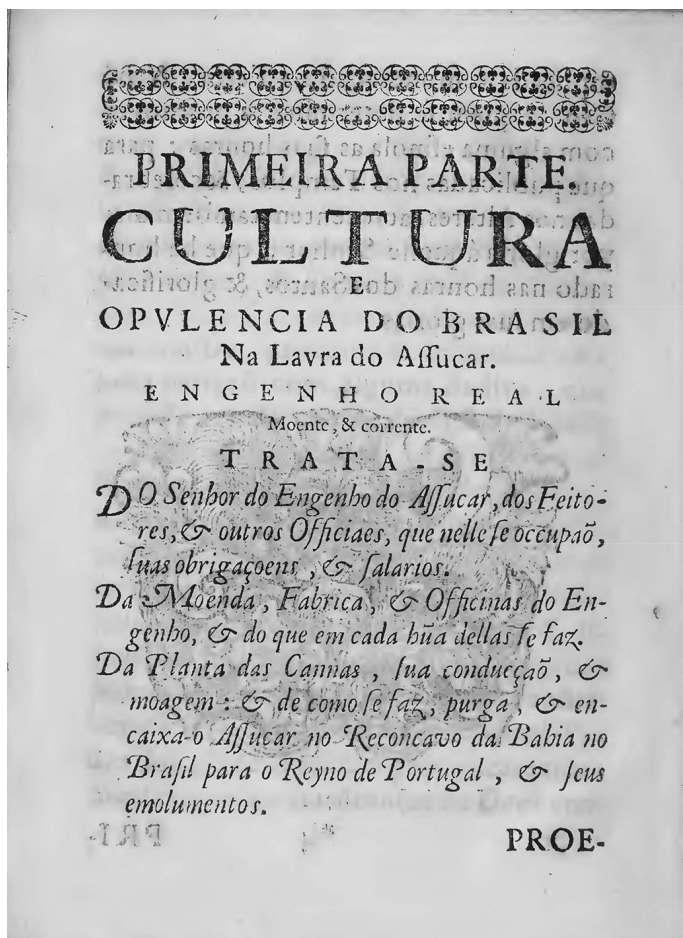 PRIMEIRA PARTE.
CULTURA
E
OPVLENCIA DO BRASIL
Na Lavra do Aſſucar.
ENGENHO REAL
Moente, & corrente.
TRATA-SE
DO Senhor do Engenho do Aſſucar, dos Feito-
res, & outros Officiaes, que nelle ſe occupaõ,
ſuas obrigaçoens, & ſalarios.
Da Moenda, Fabrica, & Officinas do En-
genho, & do que em cada hũa dellas ſe faz.
Da Planta das Cannas, ſua conducçaõ, &
moagem: & de como ſe faz, purga, & en-
caixa-o Aſſucar no Reconcavo da Bahia no
Braſil para o Reyno de Portugal, & ſeus
emolumentos.
PROE-